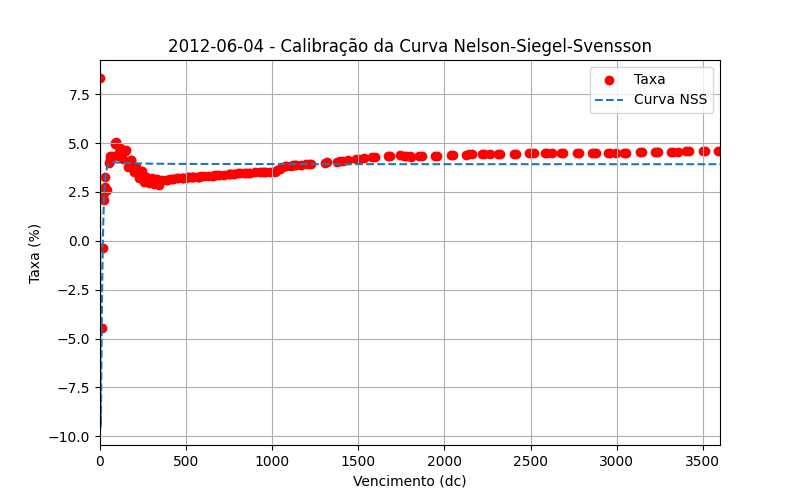 2012-06-04 - Calibração da Curva Nelson-Siegel-Svensson
Taxa
Curva NSS
Taxa (%)
7.5
5.0
2.5
0.0
−2.5
−5.0
−7.5
−10.0
0 500 1000 1500 2000 2500 3000 3500
Vencimento (dc)